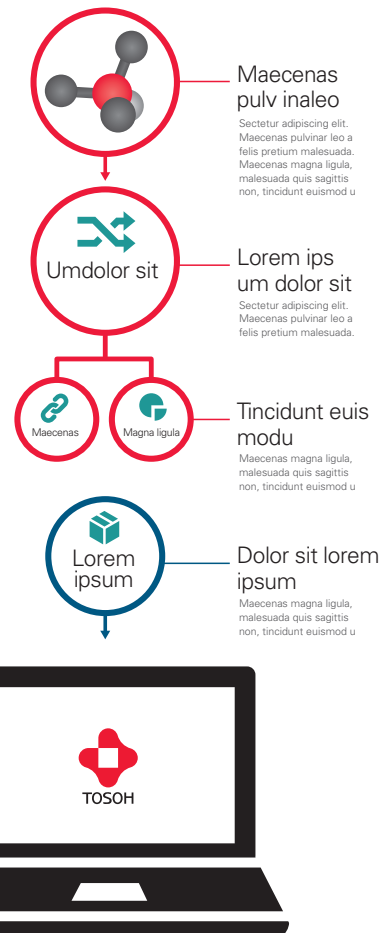 Maecenas
pulv inaleo
Sectetur adipiscing elit.
Maecenas pulvinar leo a
felis pretium malesuada.
Maecenas magna ligula,
malesuada quis sagittis
non, tincidunt euismod u
Umdolor sit
Lorem ips
um dolor sit
Sectetur adipiscing elit.
Maecenas pulvinar leo a
felis pretium malesuada.
Maecenas
Magna ligula
Tincidunt euis
modu
Maecenas magna ligula,
malesuada quis sagittis
non, tincidunt euismod u
Lorem
ipsum
Dolor sit lorem
ipsum
Maecenas magna ligula,
malesuada quis sagittis
non, tincidunt euismod u
TOSOH